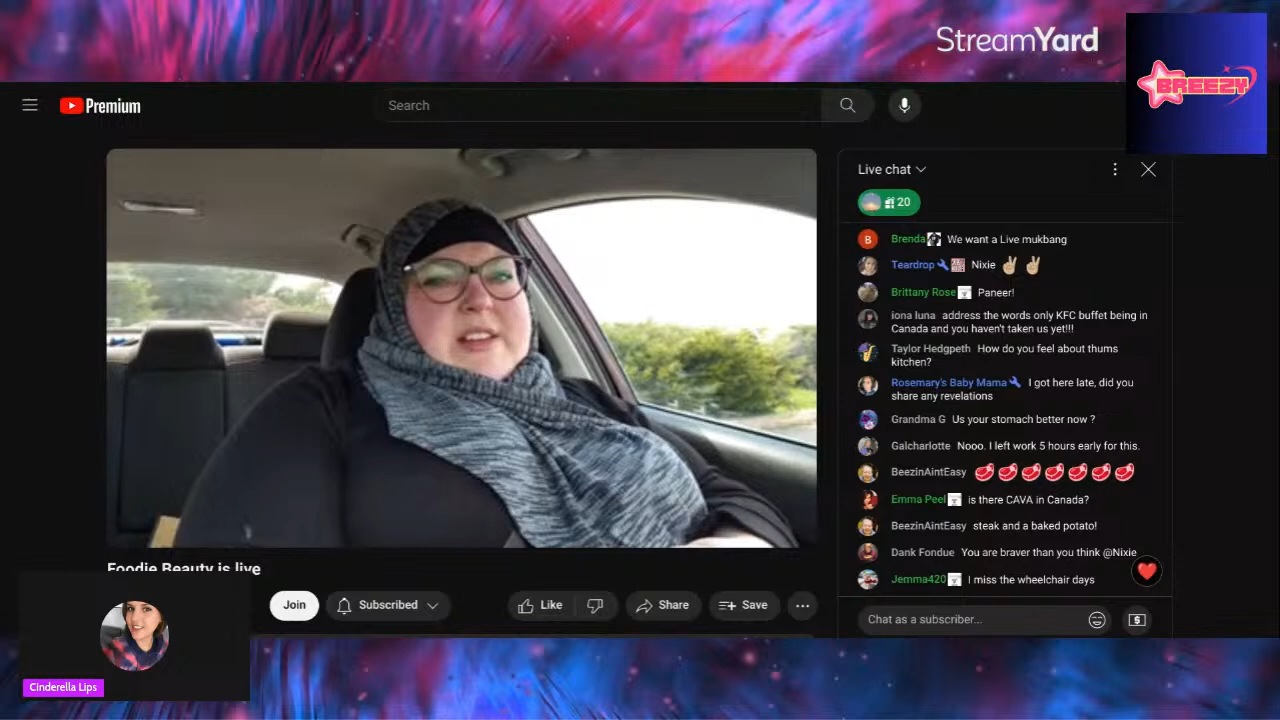 StreamYard
BREEZY
Premium
Search
Live chat
20
B
Brenda We want a Live mukbang
Teardrop Nixie
Brittany Rose Paneer!
iona luna address the words only KFC buffet being in
Canada and you haven't taken us yet!!!
Taylor Hedgpeth How do you feel about thums
kitchen?
Rosemary's Baby Mama I got here late, did you
share any revelations
Grandma G Us your stomach better now ?
Galcharlotte Nooo. I left work 5 hours early for this.
BeezinAintEasy
Emma Peel is there CAVA in Canada?
BeezinAintEasy steak and a baked potato!
Dank Fondue You are braver than you think @Nixie
Jemma420 I miss the wheelchair days
Foodie Beauty is live
Join
Subscribed
Like
Share
Save
Chat as a subscriber...
Cinderella Lips